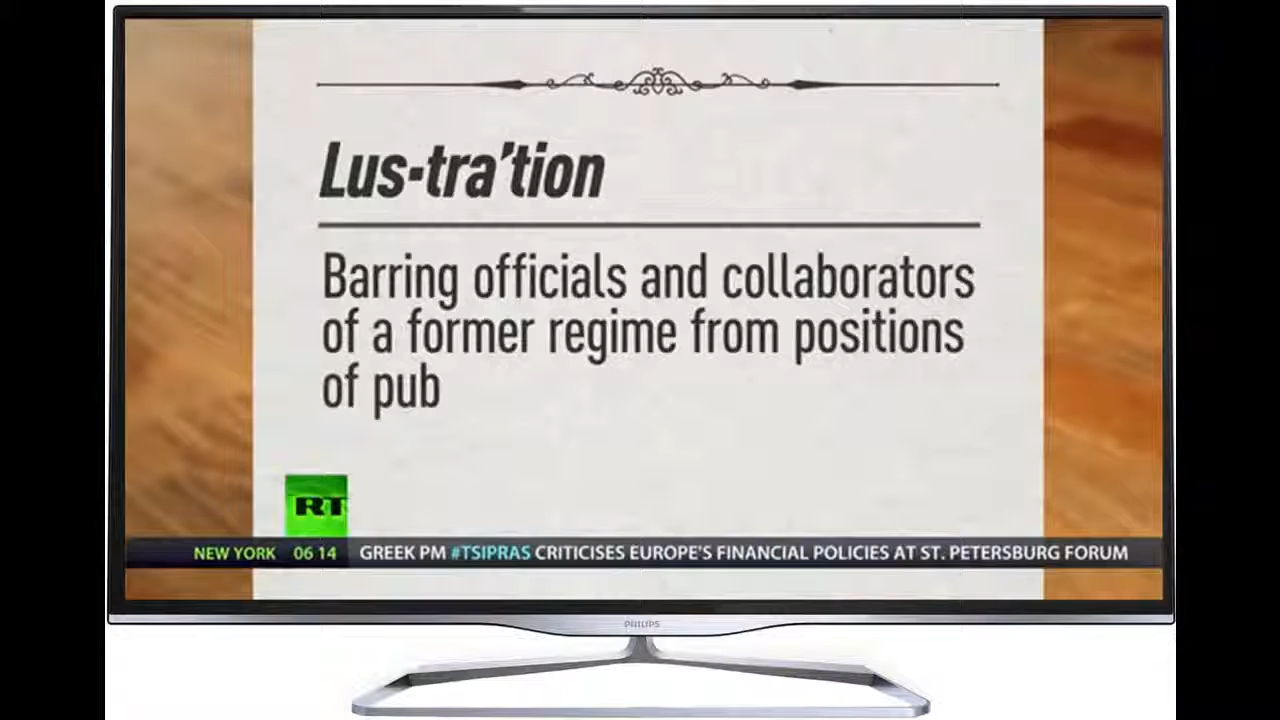 Lus·tra'tion
Barring officials and collaborators
of a former regime from positions
of pub
RT
NEW YORK 06 14 GREEK PM #TSIPRAS CRITICISES EUROPE'S FINANCIAL POLICIES AT ST. PETERSBURG FORUM
PHILIPS